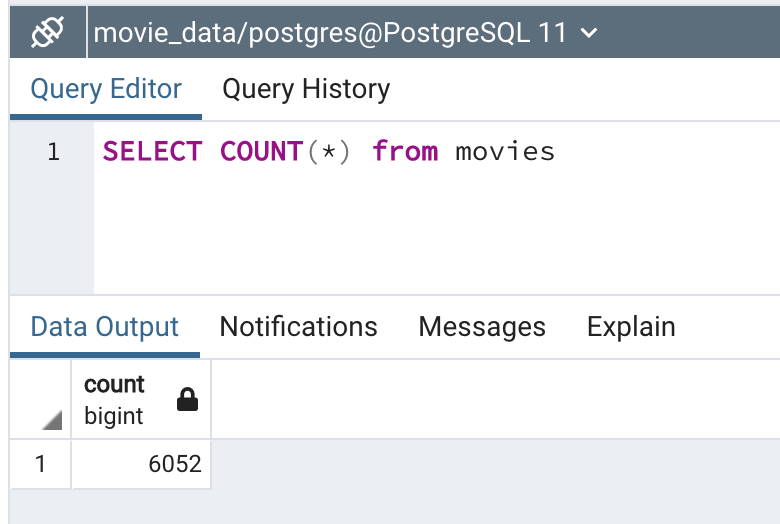 movie_data/postgres@PostgreSQL 11
Query Editor Query History
1 SELECT COUNT(*) from movies
Data Output Notifications Messages Explain
count
bigint
1 6052